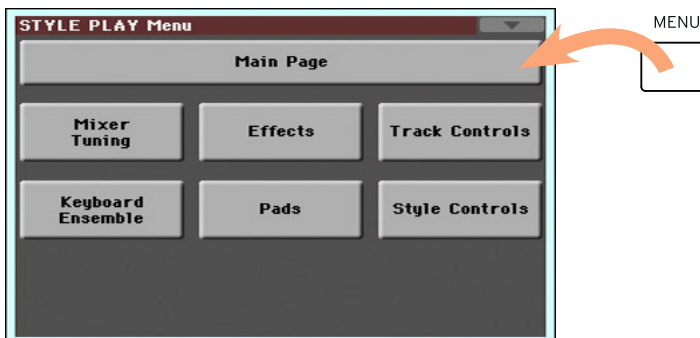 STYLE PLAY Menu
MENU
Main Page
Mixer
Tuning
Effects
Track Controls
Keyboard
Ensemble
Pads
Style Controls